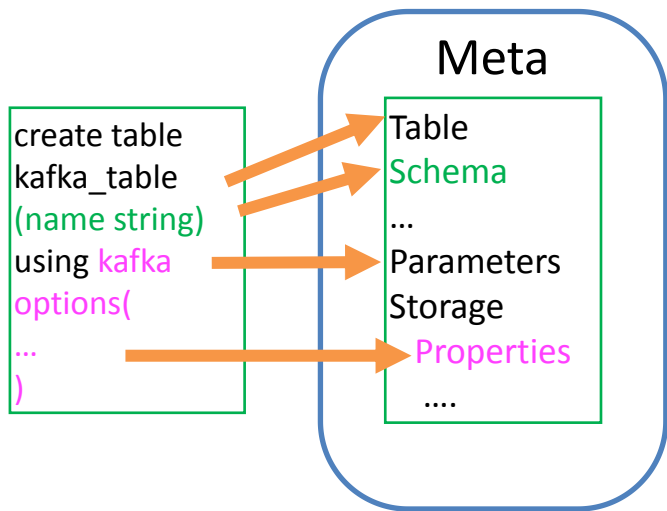 create table
kafka_table
(name string)
using kafka
options(
...
)
Meta
Table
Schema
...
Parameters
Storage
Properties
....